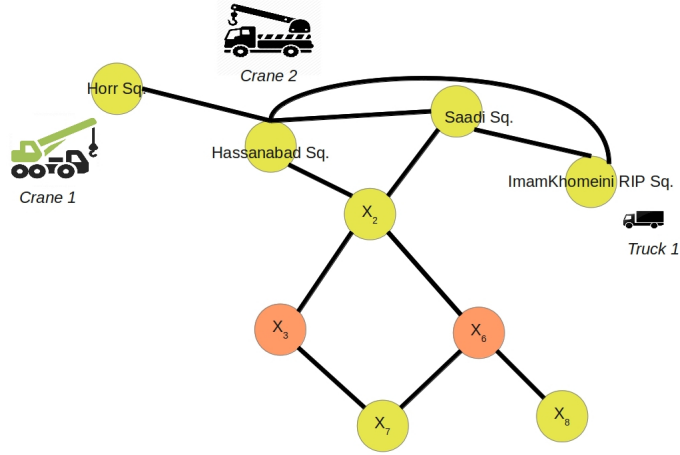 Crane 2
Horr Sq.
Saadi Sq.
Hassanabad Sq.
ImamKhomeini RIP Sq.
Crane 1
X2
Truck 1
X3
X6
X8
X7